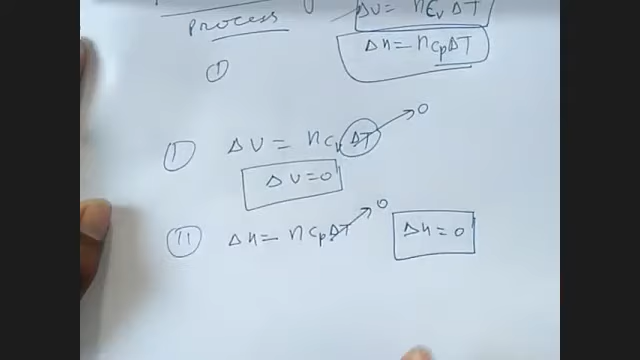 process
ΔU = nCvΔT
ΔH = nCpΔT
I
I ΔU = nCvΔT → 0
ΔU = 0
II ΔH = nCpΔT → 0 ΔH = 0